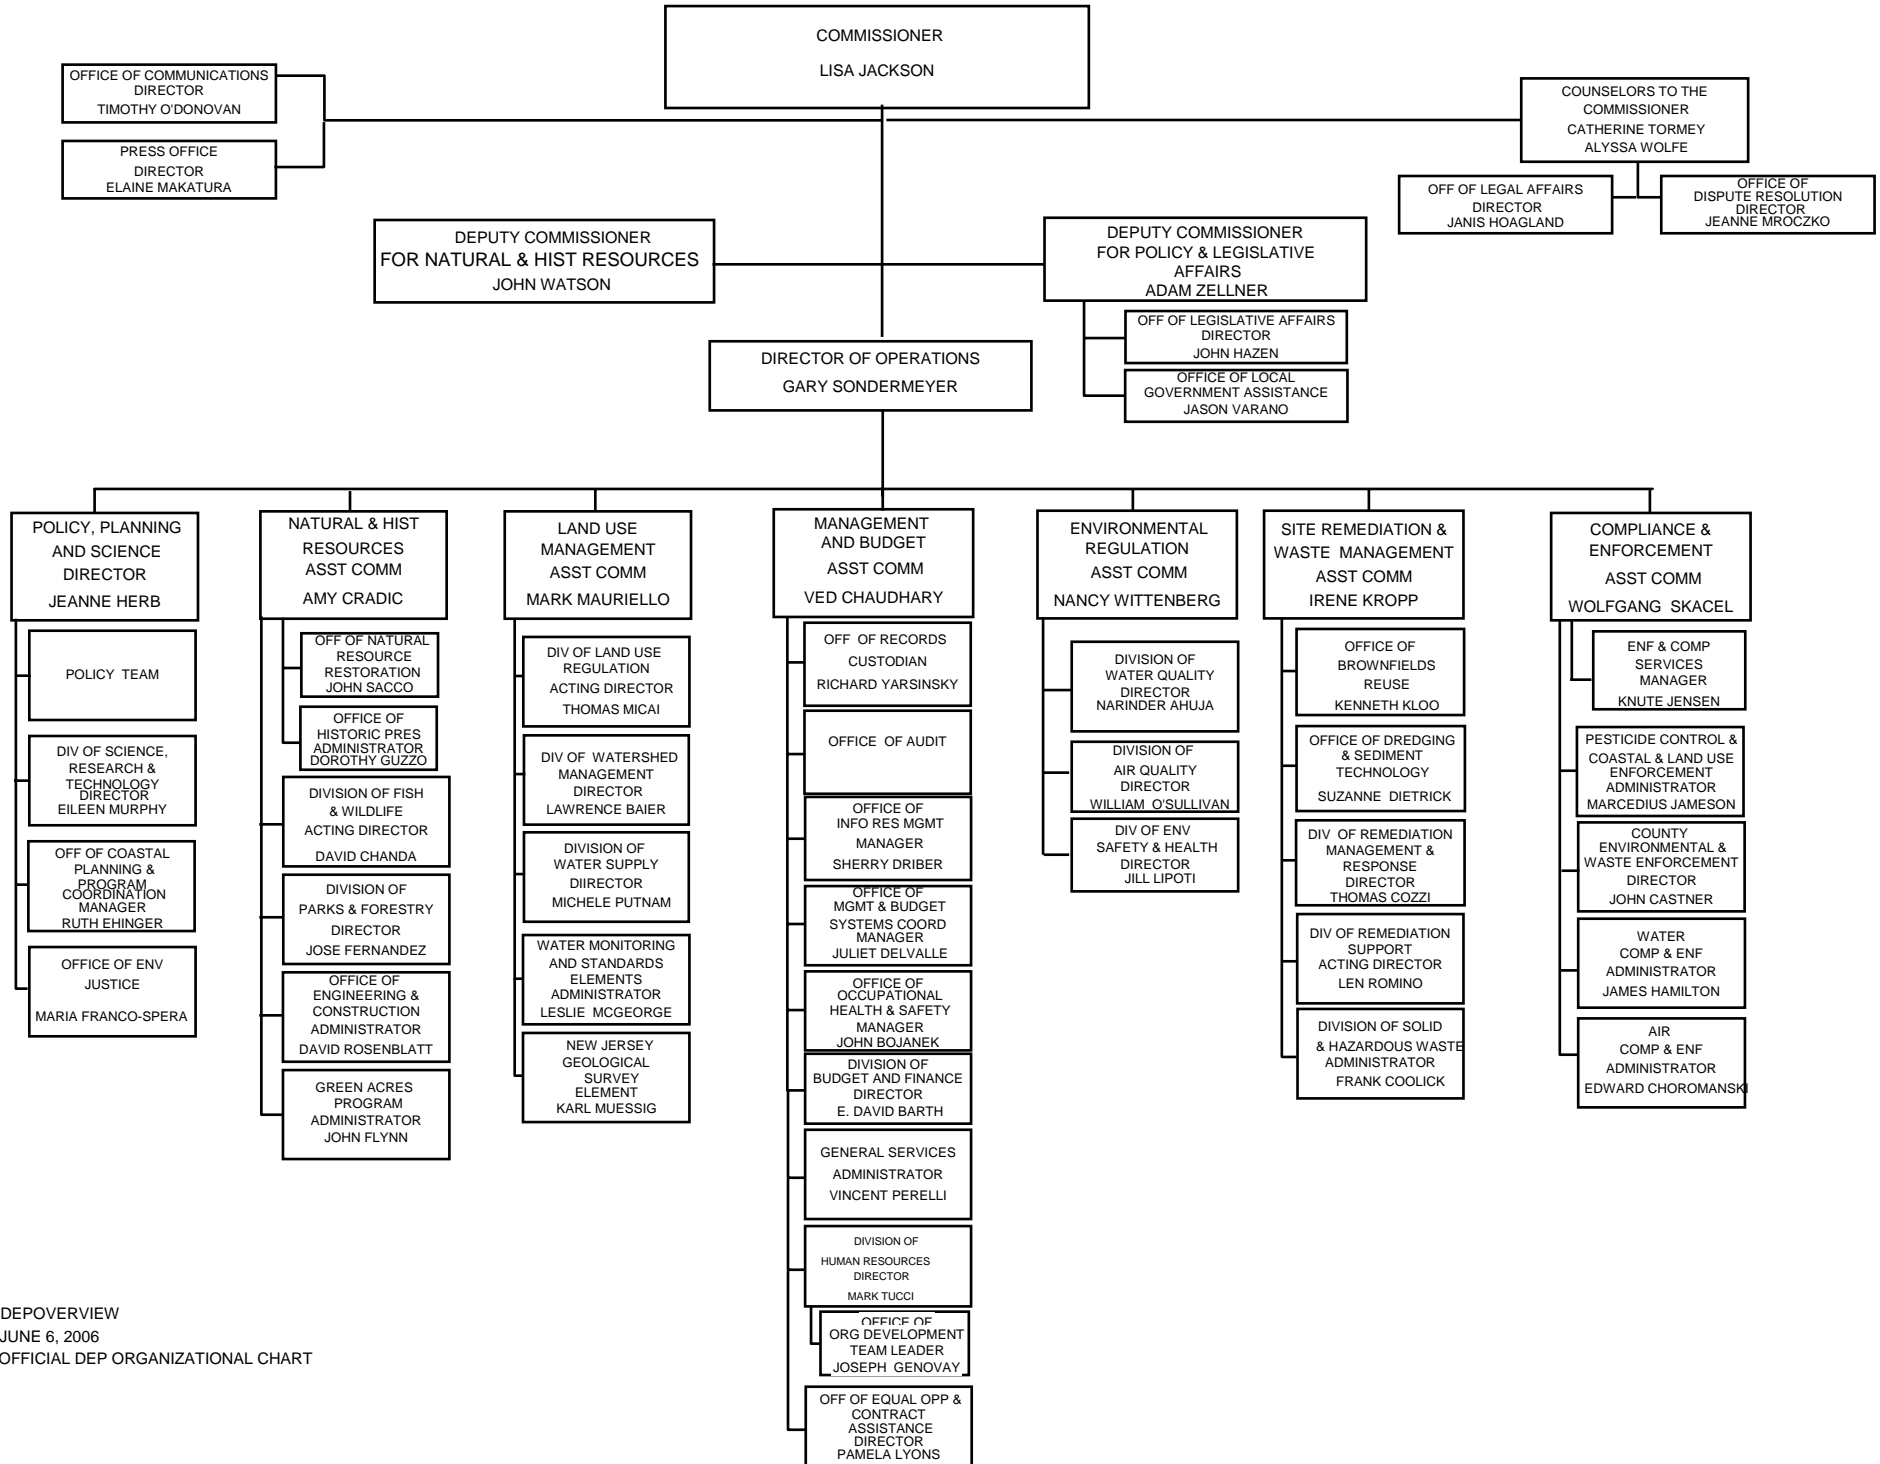 COMMISSIONER
LISA JACKSON
OFFICE OF COMMUNICATIONS
DIRECTOR
TIMOTHY O'DONOVAN
PRESS OFFICE
DIRECTOR
ELAINE MAKATURA
COUNSELORS TO THE
COMMISSIONER
CATHERINE TORMEY
ALYSSA WOLFE
OFF OF LEGAL AFFAIRS
DIRECTOR
JANIS HOAGLAND
OFFICE OF
DISPUTE RESOLUTION
DIRECTOR
JEANNE MROCZKO
DEPUTY COMMISSIONER
FOR NATURAL & HIST RESOURCES
JOHN WATSON
DEPUTY COMMISSIONER
FOR POLICY & LEGISLATIVE
AFFAIRS
ADAM ZELLNER
OFF OF LEGISLATIVE AFFAIRS
DIRECTOR
JOHN HAZEN
OFFICE OF LOCAL
GOVERNMENT ASSISTANCE
JASON VARANO
DIRECTOR OF OPERATIONS
GARY SONDERMEYER
POLICY, PLANNING
AND SCIENCE
DIRECTOR
JEANNE HERB
POLICY TEAM
DIV OF SCIENCE,
RESEARCH &
TECHNOLOGY
DIRECTOR
EILEEN MURPHY
OFF OF COASTAL
PLANNING &
PROGRAM
COORDINATION
MANAGER
RUTH EHINGER
OFFICE OF ENV
JUSTICE
MARIA FRANCO-SPERA
NATURAL & HIST
RESOURCES
ASST COMM
AMY CRADIC
OFF OF NATURAL
RESOURCE
RESTORATION
JOHN SACCO
OFFICE OF
HISTORIC PRES
ADMINISTRATOR
DOROTHY GUZZO
DIVISION OF FISH
& WILDLIFE
ACTING DIRECTOR
DAVID CHANDA
DIVISION OF
PARKS & FORESTRY
DIRECTOR
JOSE FERNANDEZ
OFFICE OF
ENGINEERING &
CONSTRUCTION
ADMINISTRATOR
DAVID ROSENBLATT
GREEN ACRES
PROGRAM
ADMINISTRATOR
JOHN FLYNN
LAND USE
MANAGEMENT
ASST COMM
MARK MAURIELLO
DIV OF LAND USE
REGULATION
ACTING DIRECTOR
THOMAS MICAI
DIV OF WATERSHED
MANAGEMENT
DIRECTOR
LAWRENCE BAIER
DIVISION OF
WATER SUPPLY
DIIRECTOR
MICHELE PUTNAM
WATER MONITORING
AND STANDARDS
ELEMENTS
ADMINISTRATOR
LESLIE MCGEORGE
NEW JERSEY
GEOLOGICAL
SURVEY
ELEMENT
KARL MUESSIG
MANAGEMENT
AND BUDGET
ASST COMM
VED CHAUDHARY
OFF OF RECORDS
CUSTODIAN
RICHARD YARSINSKY
OFFICE OF AUDIT
OFFICE OF
INFO RES MGMT
MANAGER
SHERRY DRIBER
OFFICE OF
MGMT & BUDGET
SYSTEMS COORD
MANAGER
JULIET DELVALLE
OFFICE OF
OCCUPATIONAL
HEALTH & SAFETY
MANAGER
JOHN BOJANEK
DIVISION OF
BUDGET AND FINANCE
DIRECTOR
E. DAVID BARTH
GENERAL SERVICES
ADMINISTRATOR
VINCENT PERELLI
DIVISION OF
HUMAN RESOURCES
DIRECTOR
MARK TUCCI
OFFICE OF
ORG DEVELOPMENT
TEAM LEADER
JOSEPH GENOVAY
OFF OF EQUAL OPP &
CONTRACT
ASSISTANCE
DIRECTOR
PAMELA LYONS
ENVIRONMENTAL
REGULATION
ASST COMM
NANCY WITTENBERG
DIVISION OF
WATER QUALITY
DIRECTOR
NARINDER AHUJA
DIVISION OF
AIR QUALITY
DIRECTOR
WILLIAM O'SULLIVAN
DIV OF ENV
SAFETY & HEALTH
DIRECTOR
JILL LIPOTI
SITE REMEDIATION &
WASTE MANAGEMENT
ASST COMM
IRENE KROPP
OFFICE OF
BROWNFIELDS
REUSE
KENNETH KLOO
OFFICE OF DREDGING
& SEDIMENT
TECHNOLOGY
SUZANNE DIETRICK
DIV OF REMEDIATION
MANAGEMENT &
RESPONSE
DIRECTOR
THOMAS COZZI
DIV OF REMEDIATION
SUPPORT
ACTING DIRECTOR
LEN ROMINO
DIVISION OF SOLID
& HAZARDOUS WASTE
ADMINISTRATOR
FRANK COOLICK
COMPLIANCE &
ENFORCEMENT
ASST COMM
WOLFGANG SKACEL
ENF & COMP
SERVICES
MANAGER
KNUTE JENSEN
PESTICIDE CONTROL &
COASTAL & LAND USE
ENFORCEMENT
ADMINISTRATOR
MARCEDIUS JAMESON
COUNTY
ENVIRONMENTAL &
WASTE ENFORCEMENT
DIRECTOR
JOHN CASTNER
WATER
COMP & ENF
ADMINISTRATOR
JAMES HAMILTON
AIR
COMP & ENF
ADMINISTRATOR
EDWARD CHOROMANSKI
DEPOVERVIEW
JUNE 6, 2006
OFFICIAL DEP ORGANIZATIONAL CHART